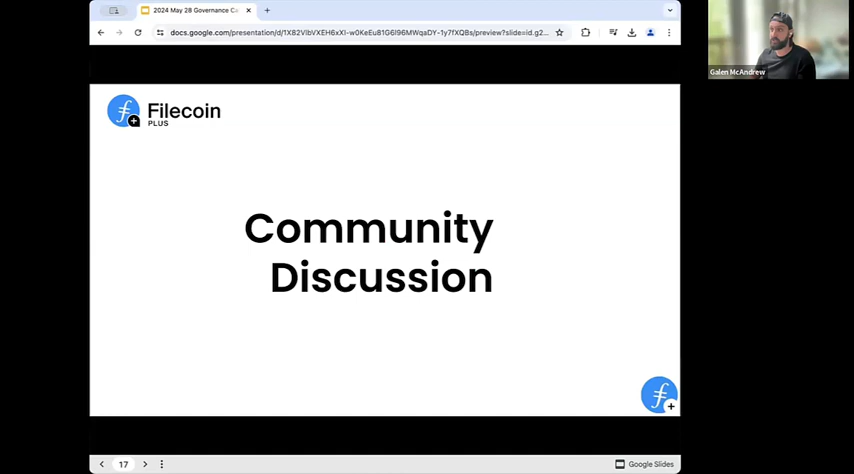 2024 May 28 Governance Ca
docs.google.com/presentation/d/1X82VlbVXEH6xXI-w0KeEu81G6I96MWqaDY-1y7fXQBs/preview?slide=id.g2...
Galen McAndrew
Filecoin
PLUS
Community
Discussion
17
Google Slides